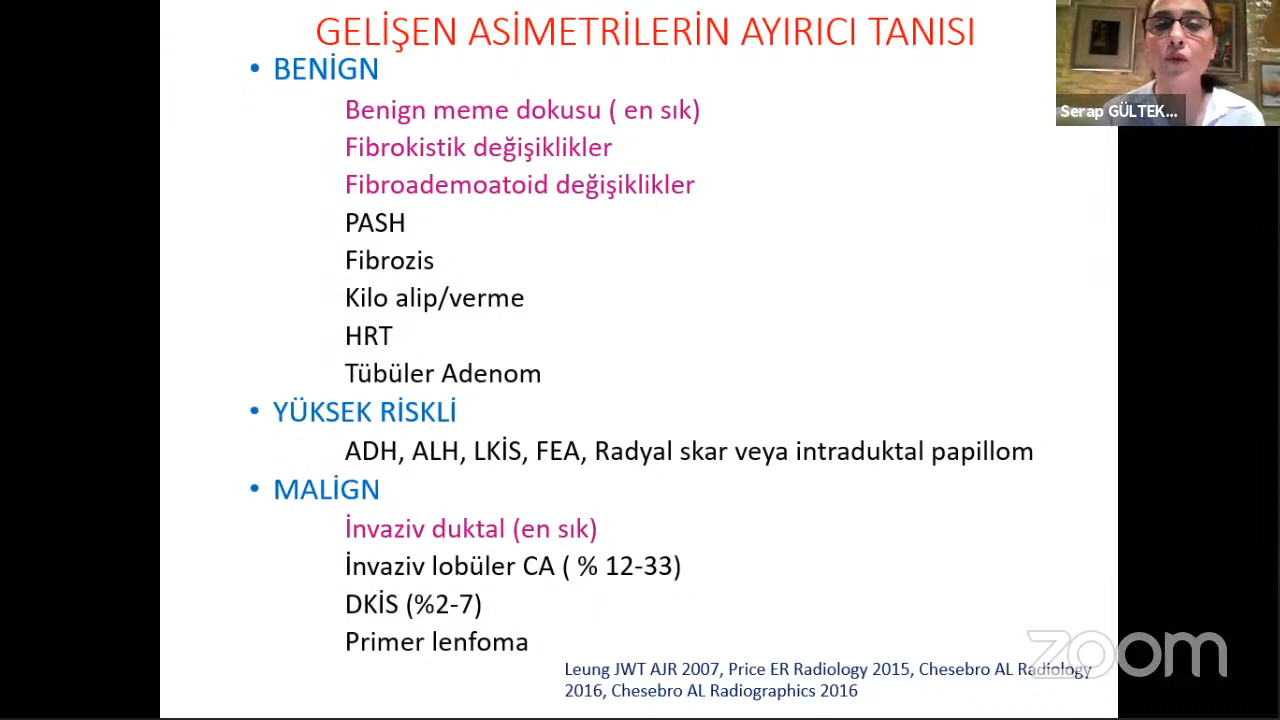 GELİŞEN ASİMETRİLERİN AYIRICI TANISI
• BENİGN
Benign meme dokusu ( en sık)
Fibrokistik değişiklikler
Fibroademoatoid değişiklikler
PASH
Fibrozis
Kilo alip/verme
HRT
Tübüler Adenom
• YÜKSEK RİSKLİ
ADH, ALH, LKİS, FEA, Radyal skar veya intraduktal papillom
• MALİGN
İnvaziv duktal (en sık)
İnvaziv lobüler CA ( % 12-33)
DKİS (%2-7)
Primer lenfoma
Leung JWT AJR 2007, Price ER Radiology 2015, Chesebro AL Radiology
2016, Chesebro AL Radiographics 2016
Serap GÜLTEK...
zoom